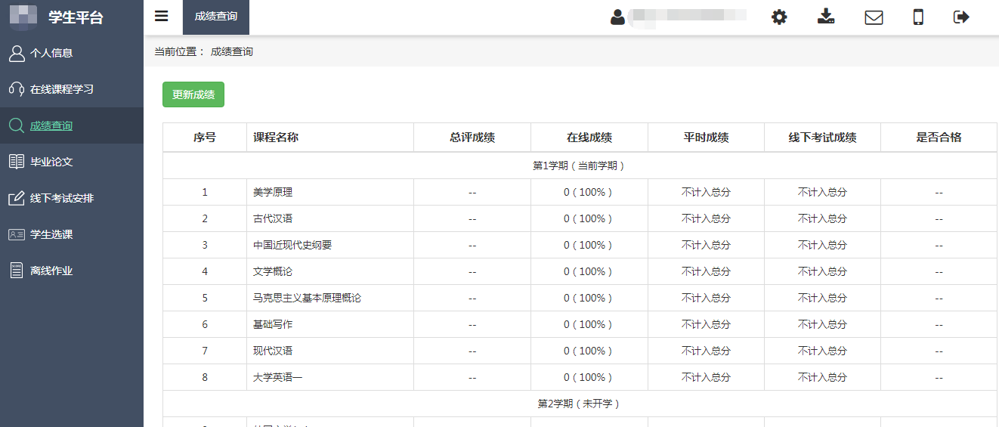 学生平台
成绩查询
个人信息
在线课程学习
成绩查询
毕业论文
线下考试安排
学生选课
离线作业
当前位置： 成绩查询
更新成绩
序号 课程名称 总评成绩 在线成绩 平时成绩 线下考试成绩 是否合格
第1学期（当前学期）
1 美学原理 -- 0（100%） 不计入总分 不计入总分 --
2 古代汉语 -- 0（100%） 不计入总分 不计入总分 --
3 中国近现代史纲要 -- 0（100%） 不计入总分 不计入总分 --
4 文学概论 -- 0（100%） 不计入总分 不计入总分 --
5 马克思主义基本原理概论 -- 0（100%） 不计入总分 不计入总分 --
6 基础写作 -- 0（100%） 不计入总分 不计入总分 --
7 现代汉语 -- 0（100%） 不计入总分 不计入总分 --
8 大学英语一 -- 0（100%） 不计入总分 不计入总分 --
第2学期（未开学）